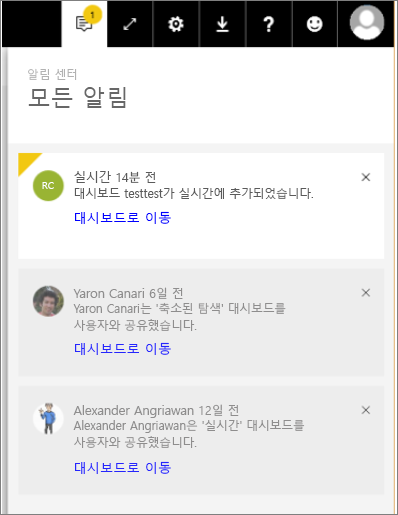 1
?
알림 센터
모든 알림
RC
실시간 14분 전
대시보드 testtest가 실시간에 추가되었습니다.
대시보드로 이동
Yaron Canari 6일 전
Yaron Canari는 '축소된 탐색' 대시보드를
사용자와 공유했습니다.
대시보드로 이동
Alexander Angriawan 12일 전
Alexander Angriawan은 '실시간' 대시보드를
사용자와 공유했습니다.
대시보드로 이동